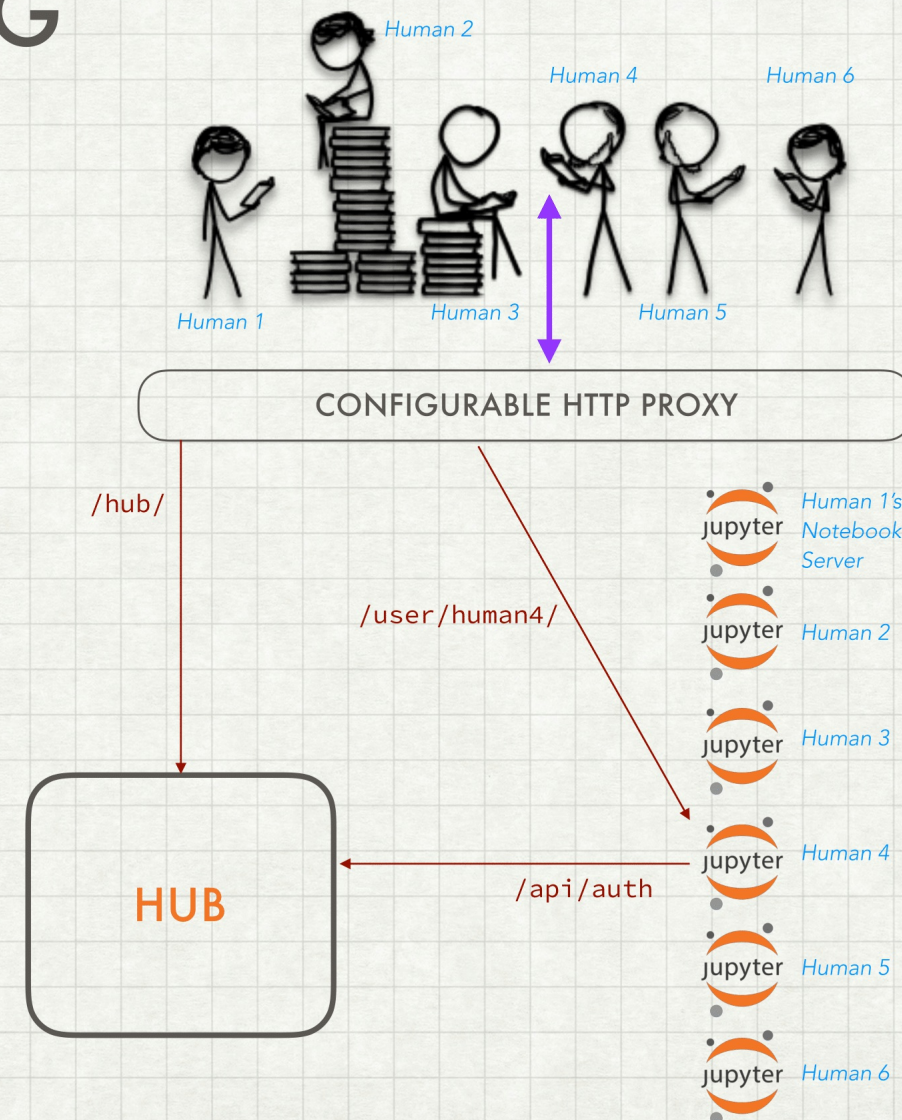 G
Human 2
Human 4
Human 6
Human 1
Human 3
Human 5
CONFIGURABLE HTTP PROXY
/hub/
/user/human4/
/api/auth
HUB
jupyter
Human 1's
Notebook
Server
jupyter
Human 2
jupyter
Human 3
jupyter
Human 4
jupyter
Human 5
jupyter
Human 6